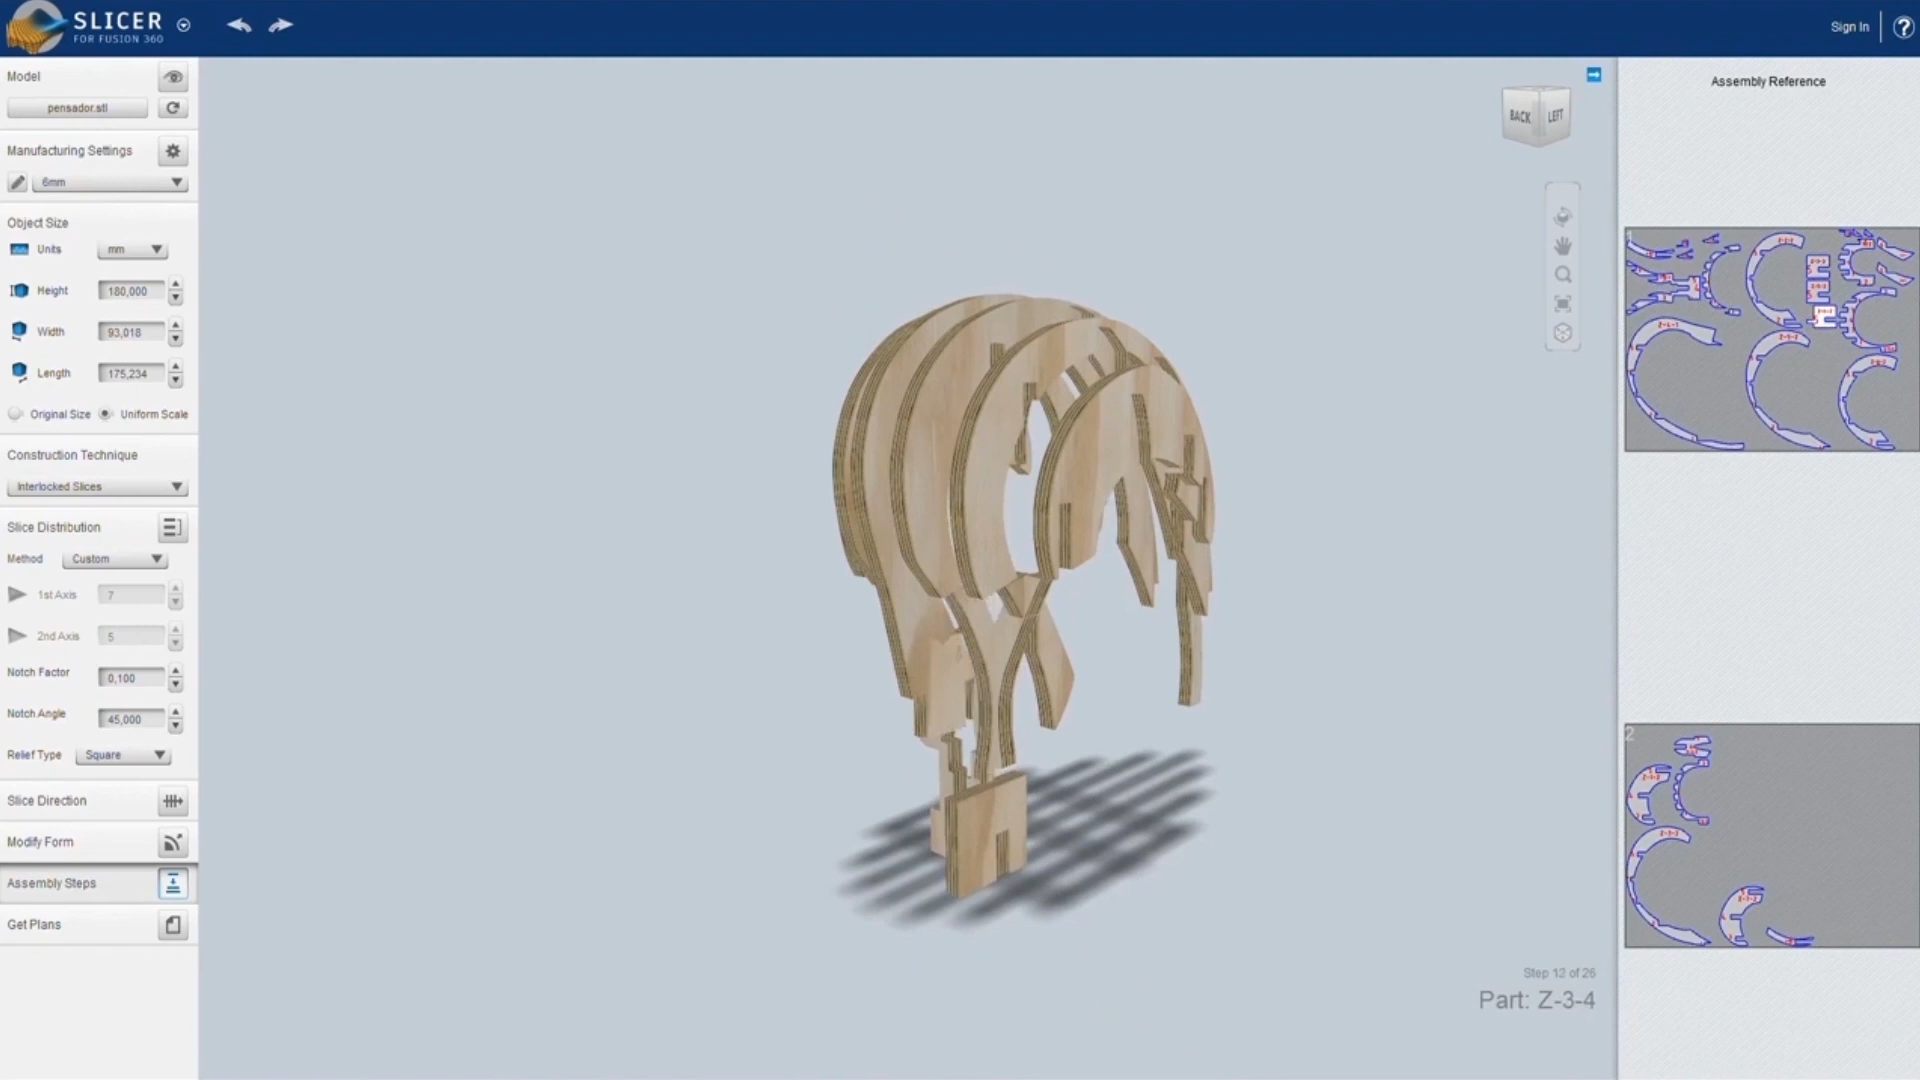 SLICER
FOR FUSION 360
Sign In
?
Model
pensador.stl
Manufacturing Settings
6mm
Object Size
Units
mm
Height
180,000
Width
93,018
Length
175,234
Original Size
Uniform Scale
Construction Technique
Interlocked Slices
Slice Distribution
Method
Custom
1st Axis
7
2nd Axis
5
Notch Factor
0,100
Notch Angle
45,000
Relief Type
Square
Slice Direction
Modify Form
Assembly Steps
Get Plans
BACK
LEFT
Step 12 of 26
Part: Z-3-4
Assembly Reference
1
2